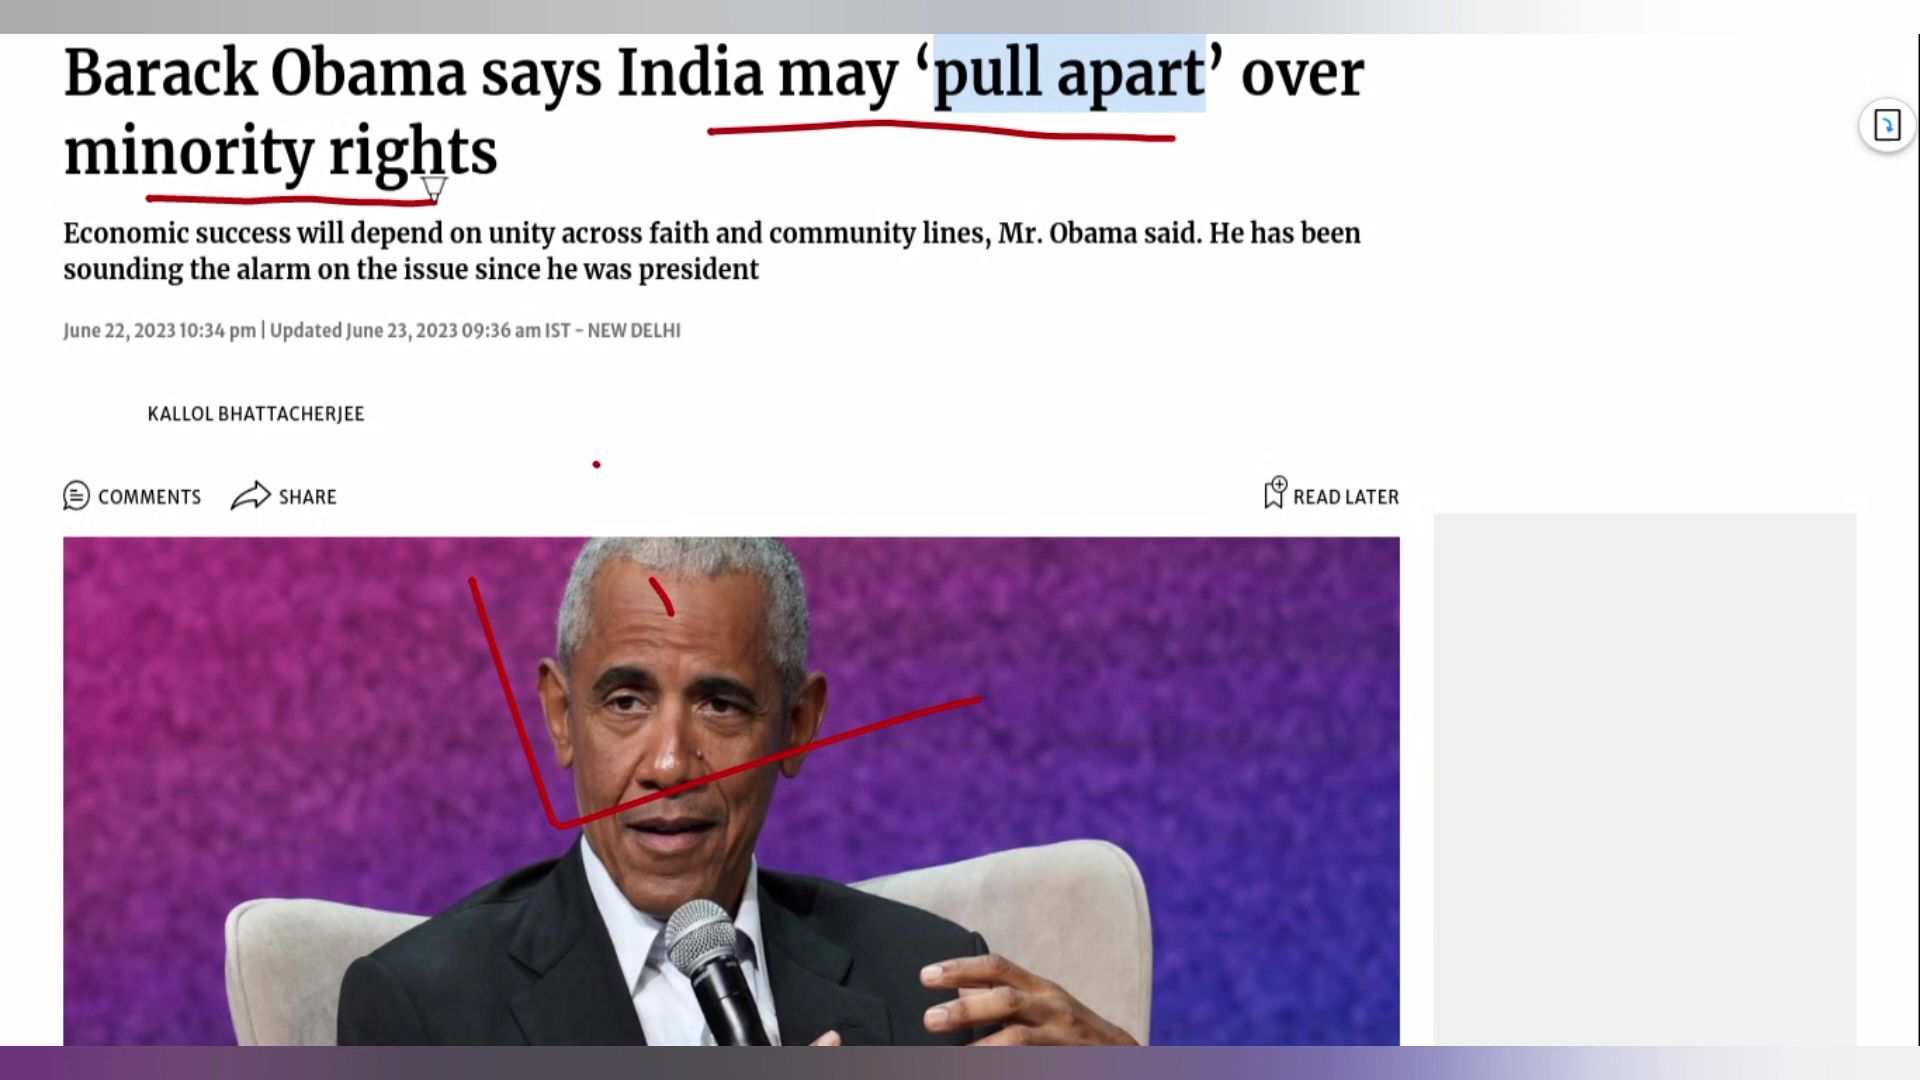 Barack Obama says India may ‘pull apart’ over
minority rights
Economic success will depend on unity across faith and community lines, Mr. Obama said. He has been
sounding the alarm on the issue since he was president
June 22, 2023 10:34 pm | Updated June 23, 2023 09:36 am IST - NEW DELHI
KALLOL BHATTACHERJEE
COMMENTS SHARE READ LATER